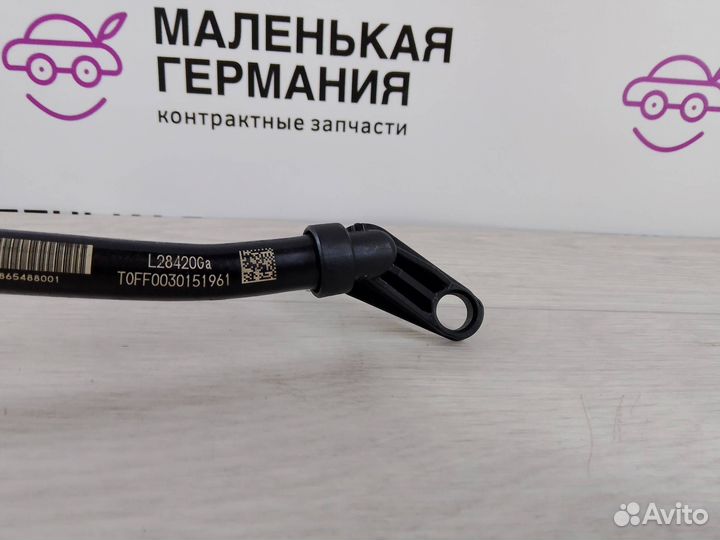 МАЛЕНЬКАЯ
ГЕРМАНИЯ
контрактные запчасти
L28420Ga
865488001
T0FF0030151961
Avito